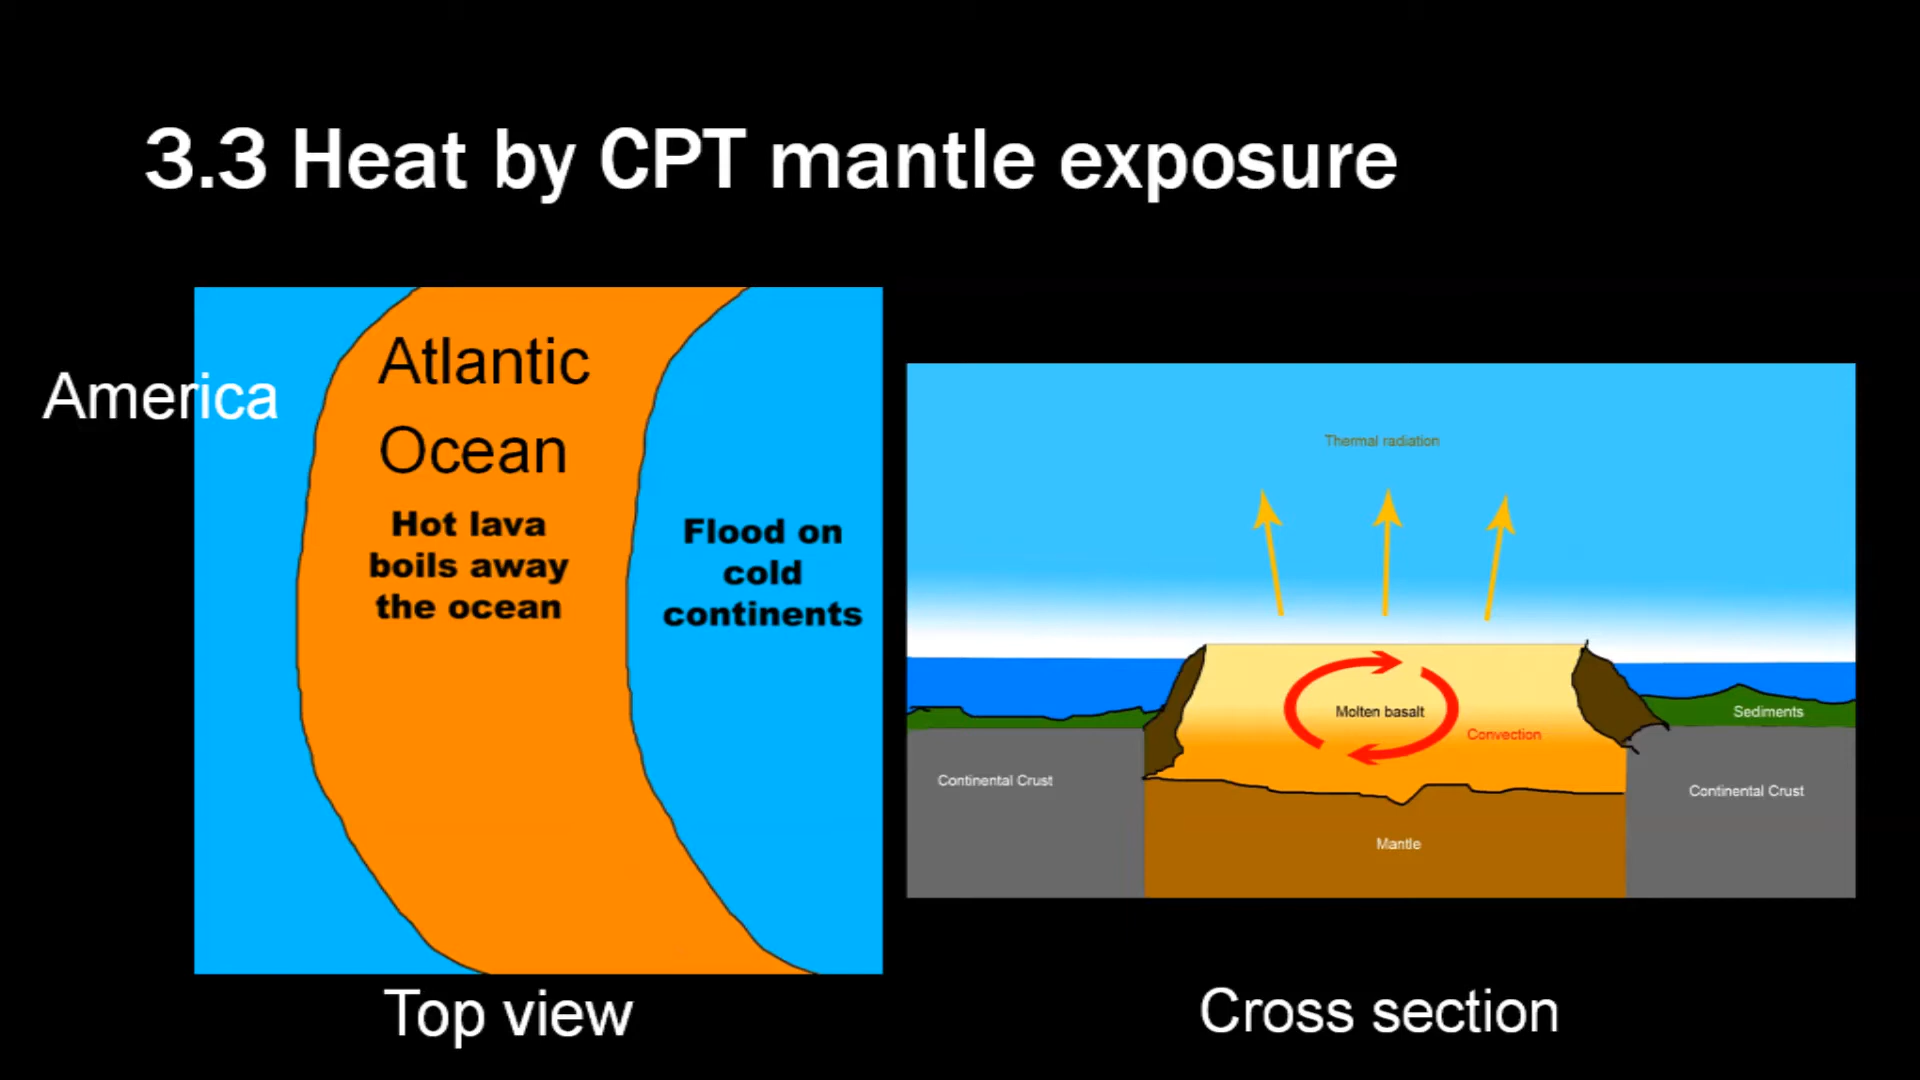 3.3 Heat by CPT mantle exposure
America
Atlantic
Ocean
Hot lava
boils away
the ocean
Flood on
cold
continents
Top view
Thermal radiation
Molten basalt
Convection
Sediments
Continental Crust
Continental Crust
Mantle
Cross section